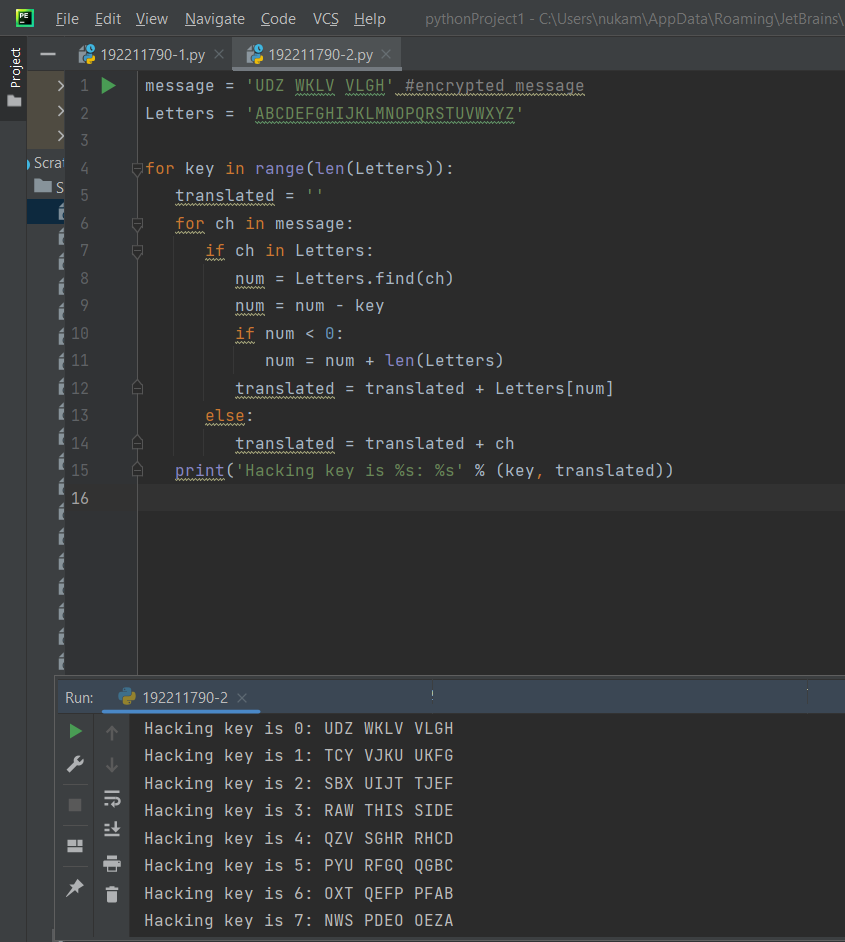 File Edit View Navigate Code VCS Help pythonProject1 - C:\Users\nukam\AppData\Roaming\JetBrains\
Project
192211790-1.py
192211790-2.py
Scrat
S
1 message = 'UDZ WKLV VLGH' #encrypted message
2 Letters = 'ABCDEFGHIJKLMNOPQRSTUVWXYZ'
3
4 for key in range(len(Letters)):
5 translated = ''
6 for ch in message:
7 if ch in Letters:
8 num = Letters.find(ch)
9 num = num - key
10 if num < 0:
11 num = num + len(Letters)
12 translated = translated + Letters[num]
13 else:
14 translated = translated + ch
15 print('Hacking key is %s: %s' % (key, translated))
16
Run: 192211790-2
Hacking key is 0: UDZ WKLV VLGH
Hacking key is 1: TCY VJKU UKFG
Hacking key is 2: SBX UIJT TJEF
Hacking key is 3: RAW THIS SIDE
Hacking key is 4: QZV SGHR RHCD
Hacking key is 5: PYU RFGQ QGBC
Hacking key is 6: OXT QEFP PFAB
Hacking key is 7: NWS PDEO OEZA